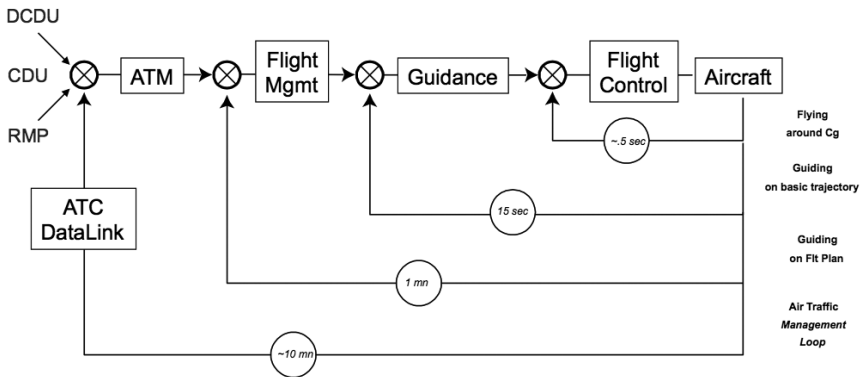 DCDU
CDU
RMP
ATM
Flight
Mgmt
Guidance
Flight
Control
Aircraft
Flying
around Cg
~.5 sec
Guiding
on basic trajectory
ATC
DataLink
15 sec
Guiding
on Flt Plan
1 mn
Air Traffic
Management
Loop
~10 mn